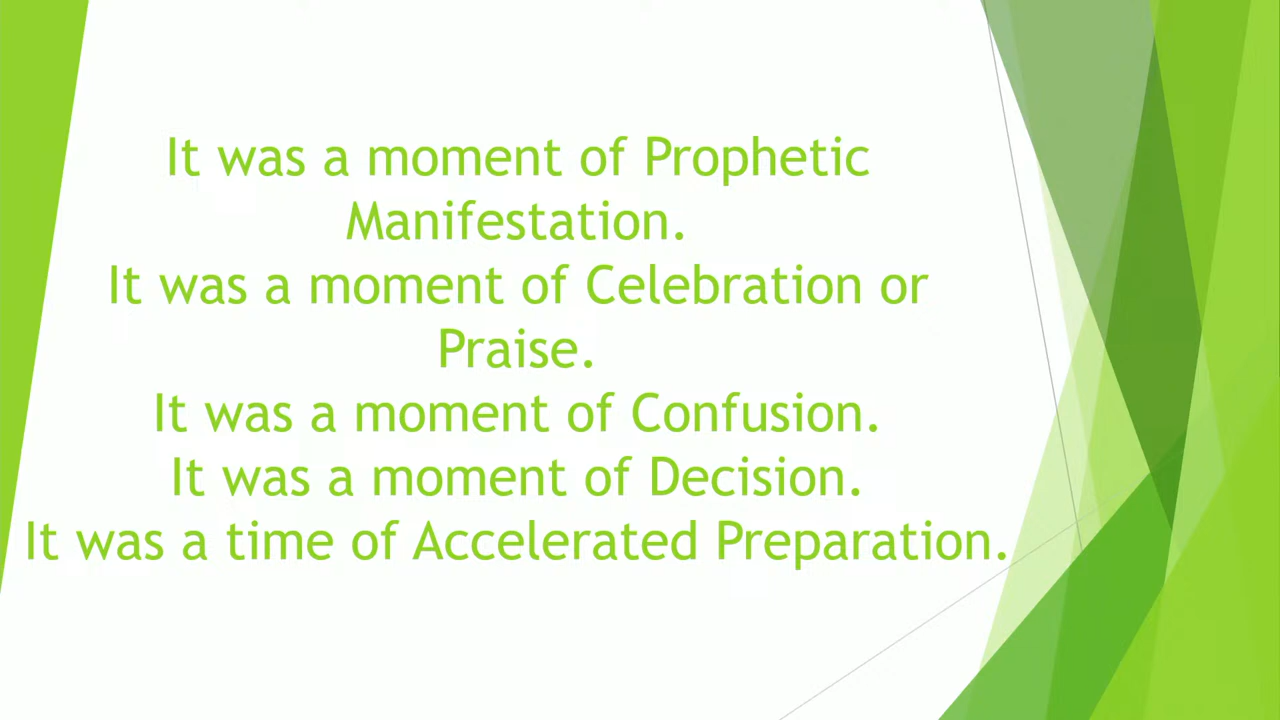 It was a moment of Prophetic
Manifestation.
It was a moment of Celebration or
Praise.
It was a moment of Confusion.
It was a moment of Decision.
It was a time of Accelerated Preparation.